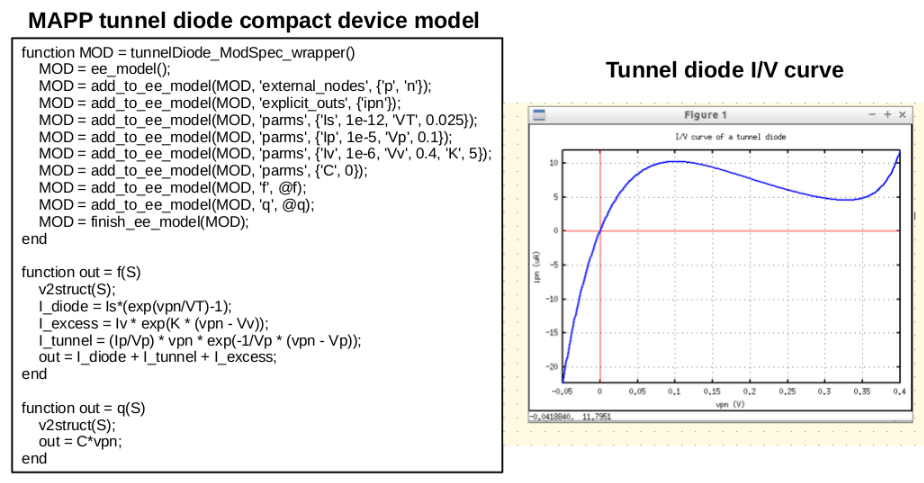 MAPP tunnel diode compact device model
function MOD = tunnelDiode_ModSpec_wrapper()
MOD = ee_model();
MOD = add_to_ee_model(MOD, 'external_nodes', {'p', 'n'});
MOD = add_to_ee_model(MOD, 'explicit_outs', {'ipn'});
MOD = add_to_ee_model(MOD, 'parms', {'Is', 1e-12, 'VT', 0.025});
MOD = add_to_ee_model(MOD, 'parms', {'Ip', 1e-5, 'Vp', 0.1});
MOD = add_to_ee_model(MOD, 'parms', {'Iv', 1e-6, 'Vv', 0.4, 'K', 5});
MOD = add_to_ee_model(MOD, 'parms', {'C', 0});
MOD = add_to_ee_model(MOD, 'f', @f);
MOD = add_to_ee_model(MOD, 'q', @q);
MOD = finish_ee_model(MOD);
end
function out = f(S)
v2struct(S);
I_diode = Is*(exp(vpn/VT)-1);
I_excess = Iv * exp(K * (vpn - Vv));
I_tunnel = (Ip/Vp) * vpn * exp(-1/Vp * (vpn - Vp));
out = I_diode + I_tunnel + I_excess;
end
function out = q(S)
v2struct(S);
out = C*vpn;
end
Tunnel diode I/V curve
Figure 1
I/V curve of a tunnel diode
10
5
0
-5
-10
-15
-20
ipn (uA)
-0.05 0 0.05 0.1 0.15 0.2 0.25 0.3 0.35 0.4
vpn (V)
-0.0418840, 11.7951